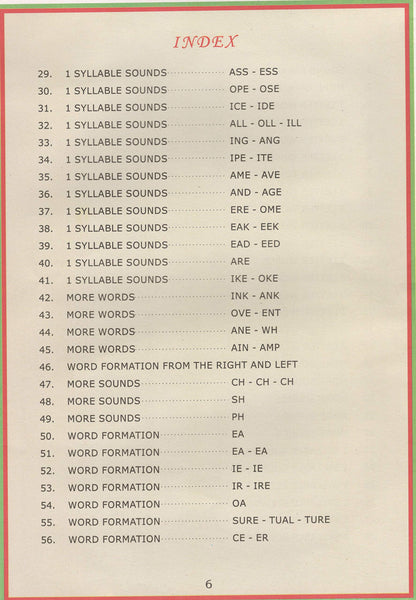 INDEX
29. 1 SYLLABLE SOUNDS ASS - ESS
30. 1 SYLLABLE SOUNDS OPE - OSE
31. 1 SYLLABLE SOUNDS ICE - IDE
32. 1 SYLLABLE SOUNDS ALL - OLL - ILL
33. 1 SYLLABLE SOUNDS ING - ANG
34. 1 SYLLABLE SOUNDS IPE - ITE
35. 1 SYLLABLE SOUNDS AME - AVE
36. 1 SYLLABLE SOUNDS AND - AGE
37. 1 SYLLABLE SOUNDS ERE - OME
38. 1 SYLLABLE SOUNDS EAK - EEK
39. 1 SYLLABLE SOUNDS EAD - EED
40. 1 SYLLABLE SOUNDS ARE
41. 1 SYLLABLE SOUNDS IKE - OKE
42. MORE WORDS INK - ANK
43. MORE WORDS OVE - ENT
44. MORE WORDS ANE - WH
45. MORE WORDS AIN - AMP
46. WORD FORMATION FROM THE RIGHT AND LEFT
47. MORE SOUNDS CH - CH - CH
48. MORE SOUNDS SH
49. MORE SOUNDS PH
50. WORD FORMATION EA
51. WORD FORMATION EA - EA
52. WORD FORMATION IE - IE
53. WORD FORMATION IR - IRE
54. WORD FORMATION OA
55. WORD FORMATION SURE - TUAL - TURE
56. WORD FORMATION CE - ER
6